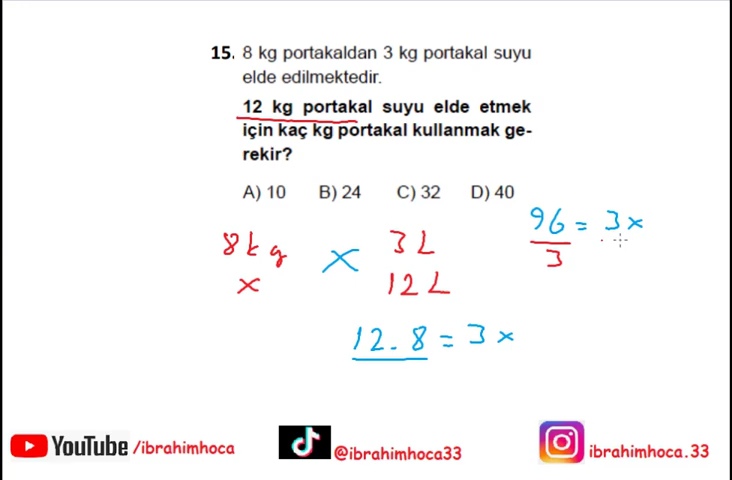 15. 8 kg portakaldan 3 kg portakal suyu
elde edilmektedir.
12 kg portakal suyu elde etmek
için kaç kg portakal kullanmak ge-
rekir?
A) 10 B) 24 C) 32 D) 40
96 = 3x
3
8kg x 3L
x 12L
12.8 = 3x
YouTube /ibrahimhoca
@ibrahimhoca33
ibrahimhoca.33